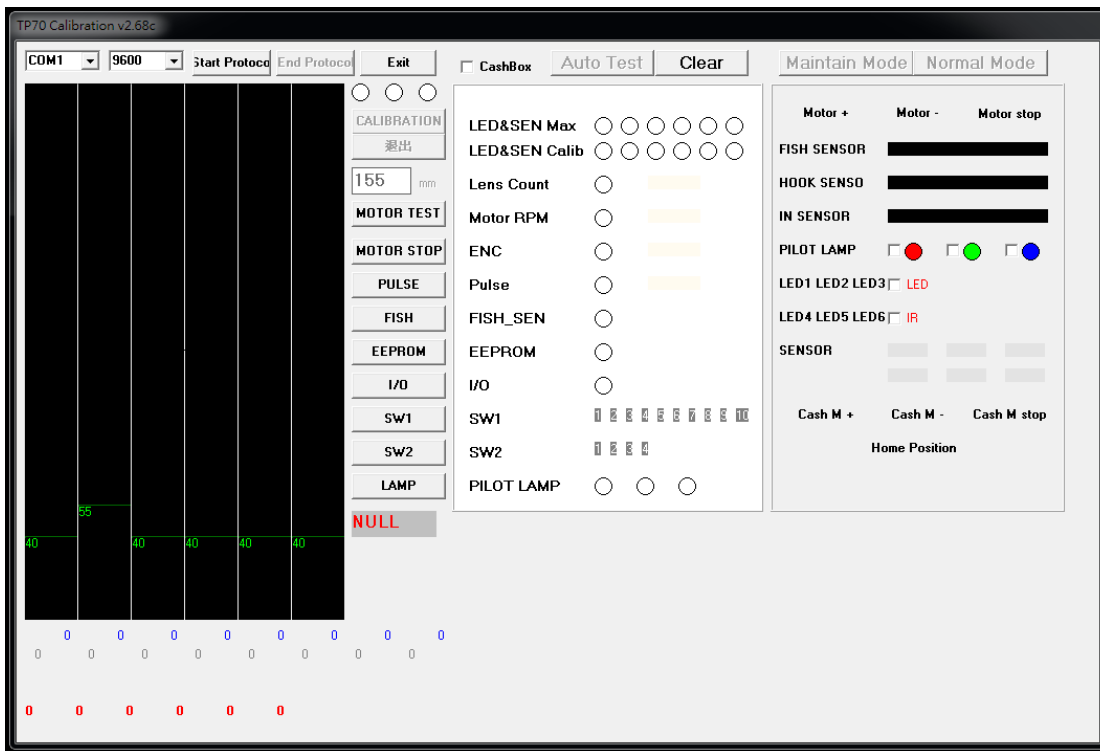 TP70 Calibration v2.68c
COM1 9600 Start Protoco End Protocol Exit CashBox Auto Test Clear Maintain Mode Normal Mode
CALIBRATION
退出
155 mm
MOTOR TEST
MOTOR STOP
PULSE
FISH
EEPROM
I/O
SW1
SW2
LAMP
NULL
55
40 40 40 40 40
0 0 0 0 0 0 0 0
0 0 0 0 0 0 0 0
0 0 0 0 0 0
LED&SEN Max
LED&SEN Calib
Lens Count
Motor RPM
ENC
Pulse
FISH_SEN
EEPROM
I/O
SW1 1 2 3 4 5 6 7 8 9 10
SW2 1 2 3 4
PILOT LAMP
Motor + Motor - Motor stop
FISH SENSOR
HOOK SENSO
IN SENSOR
PILOT LAMP
LED1 LED2 LED3 LED
LED4 LED5 LED6 IR
SENSOR
Cash M + Cash M - Cash M stop
Home Position